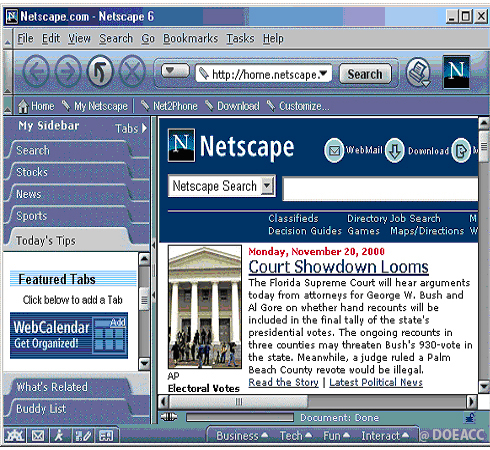 Netscape.com - Netscape 6
File Edit View Search Go Bookmarks Tasks Help
http://home.netscape. Search
N
Home My Netscape Net2Phone Download Customize...
My Sidebar Tabs
Search
Stocks
News
Sports
Today's Tips
Featured Tabs
Click below to add a Tab
WebCalendar Add
Get Organized!
What's Related
Buddy List
N Netscape WebMail Download M
Netscape Search
Classifieds Directory Job Search M
Decision Guides Games Maps/Directions W
Monday, November 20, 2000
Court Showdown Looms
The Florida Supreme Court will hear arguments
today from attorneys for George W. Bush and
Al Gore on whether hand recounts will be
included in the final tally of the state's
presidential votes. The ongoing recounts in
three counties may threaten Bush's 930-vote in
the state. Meanwhile, a judge ruled a Palm
Beach County revote would be illegal.
AP
Electoral Votes
Read the Story | Latest Political News
Document: Done
Business Tech Fun Interact
@ DOEACC